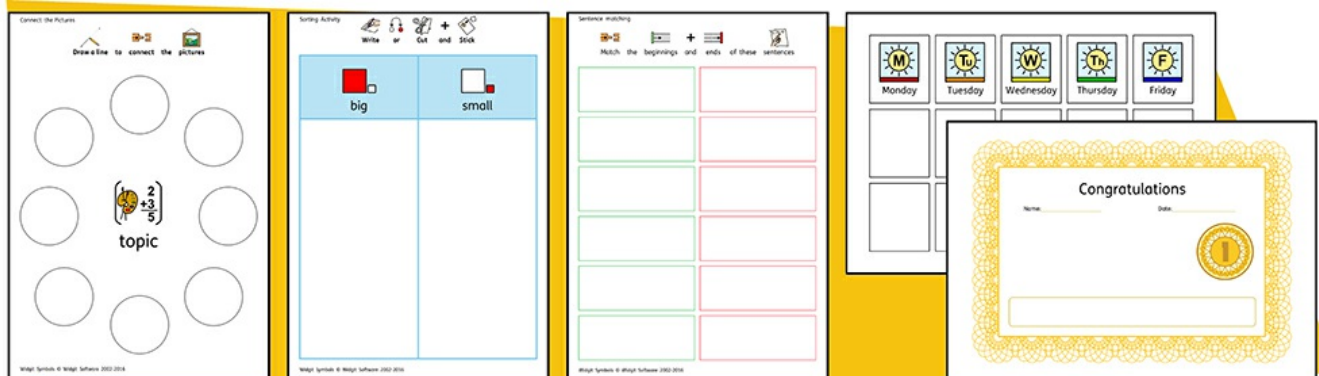 Connect the Pictures
Draw a line to connect the pictures
2
+3
5
topic
Widgit Symbols © Widgit Software 2002-2016
Sorting Activity
Write or Cut and Stick
big small
Widgit Symbols © Widgit Software 2002-2016
Sentence matching
Match the beginnings and ends of these sentences
Widgit Symbols © Widgit Software 2002-2016
M Tu W Th F
Monday Tuesday Wednesday Thursday Friday
Congratulations
Name: Date:
1